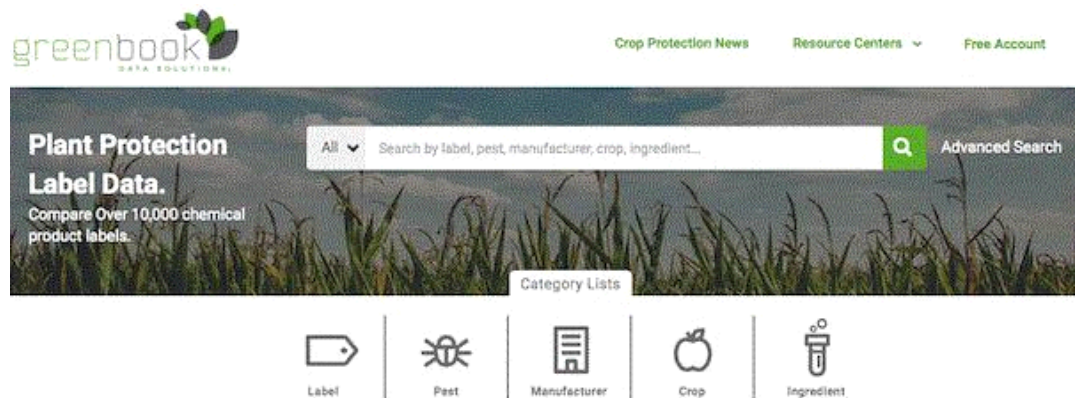 greenbook
DATA SOLUTIONS
Crop Protection News
Resource Centers
Free Account
Plant Protection
Label Data.
Compare Over 10,000 chemical
product labels.
All
Search by label, pest, manufacturer, crop, ingredient...
Advanced Search
Category Lists
Label
Pest
Manufacturer
Crop
Ingredient